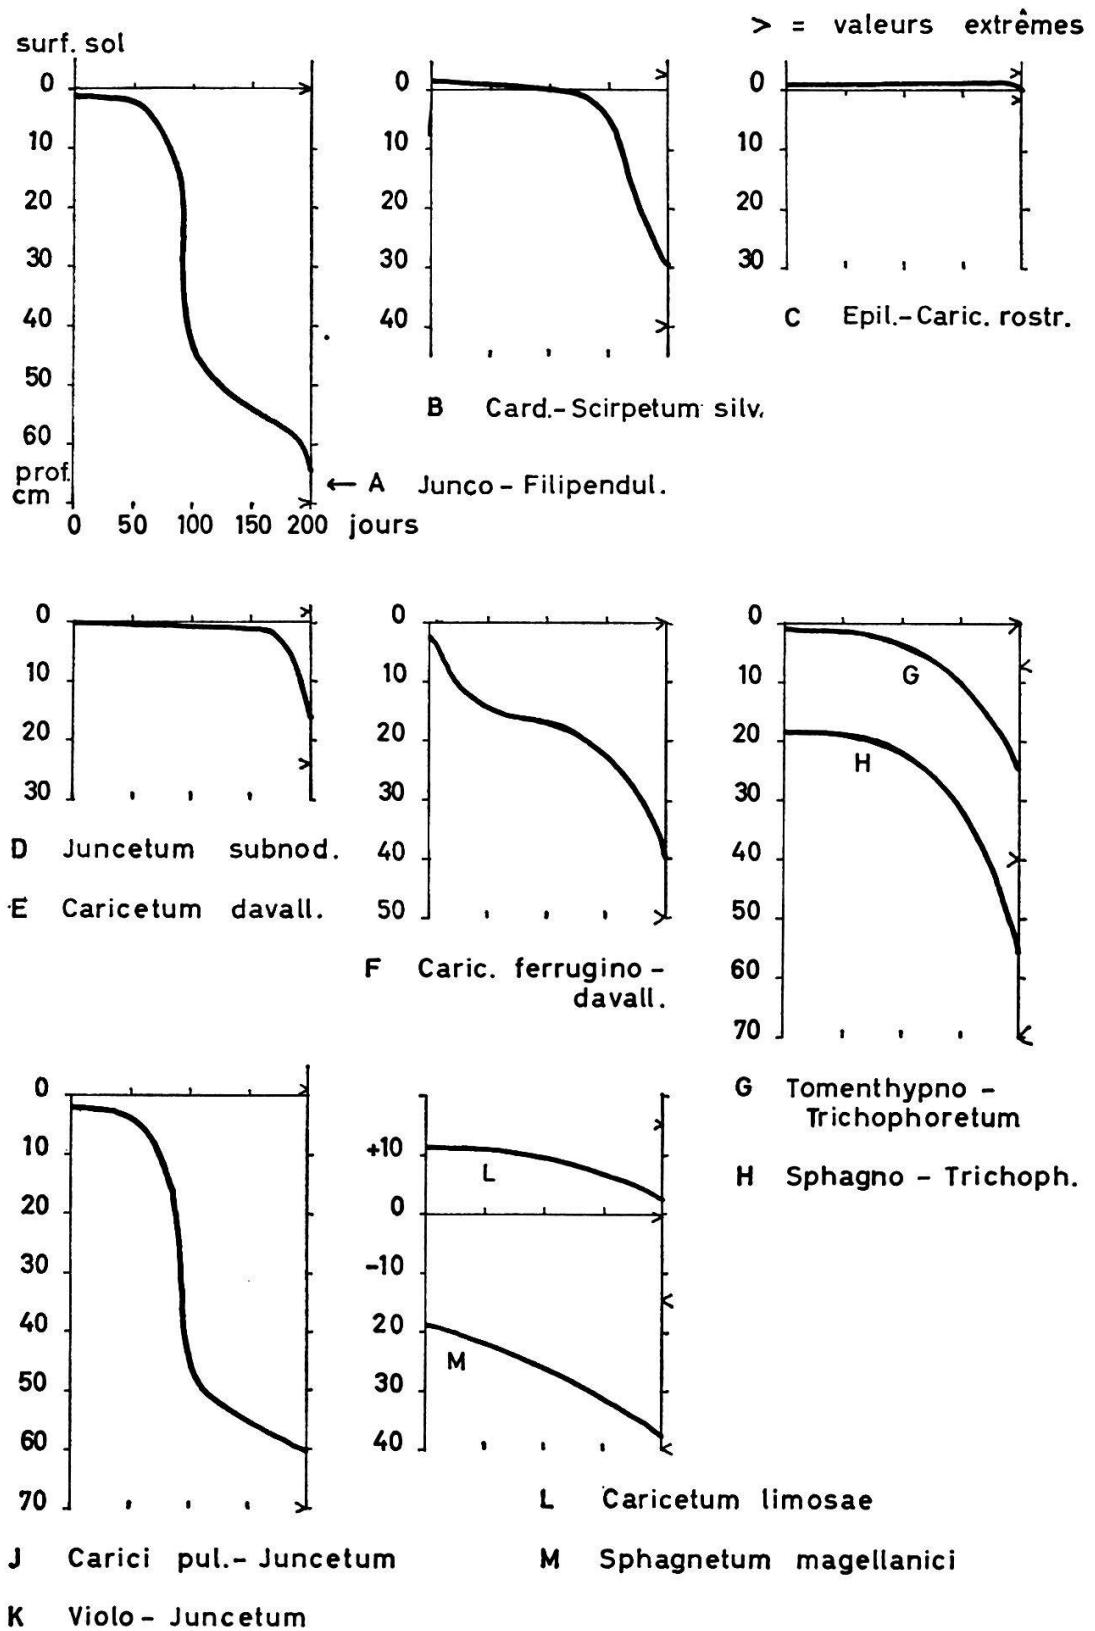 > = valeurs extrêmes
surf. sol
0
10
20
30
40
50
60
prof.
cm
0 50 100 150 200 jours
← A Junco - Filipendul.
0
10
20
30
40
B Card.- Scirpetum silv.
0
10
20
30
C Epil.- Caric. rostr.
0
10
20
30
D Juncetum subnod.
E Caricetum davall.
0
10
20
30
40
50
F Caric. ferrugino -
davall.
0
10
20
30
40
50
60
70
G
H
G Tomenthypno -
Trichophoretum
H Sphagno - Trichoph.
0
10
20
30
40
50
60
70
J Carici pul.- Juncetum
K Violo - Juncetum
+10
0
-10
20
30
40
L
M
L Caricetum limosae
M Sphagnetum magellanici